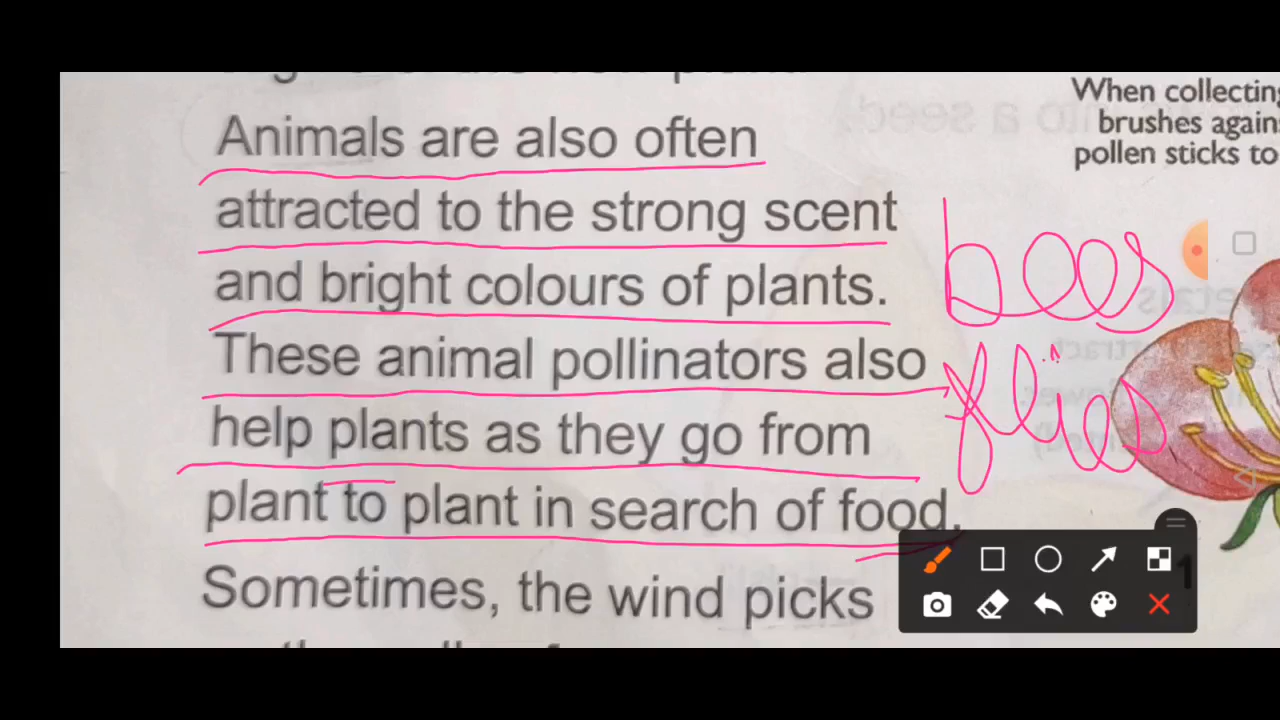 Animals are also often
attracted to the strong scent
and bright colours of plants.
These animal pollinators also
help plants as they go from
plant to plant in search of food.
Sometimes, the wind picks
When collecting
brushes again
pollen sticks to
bees
flies